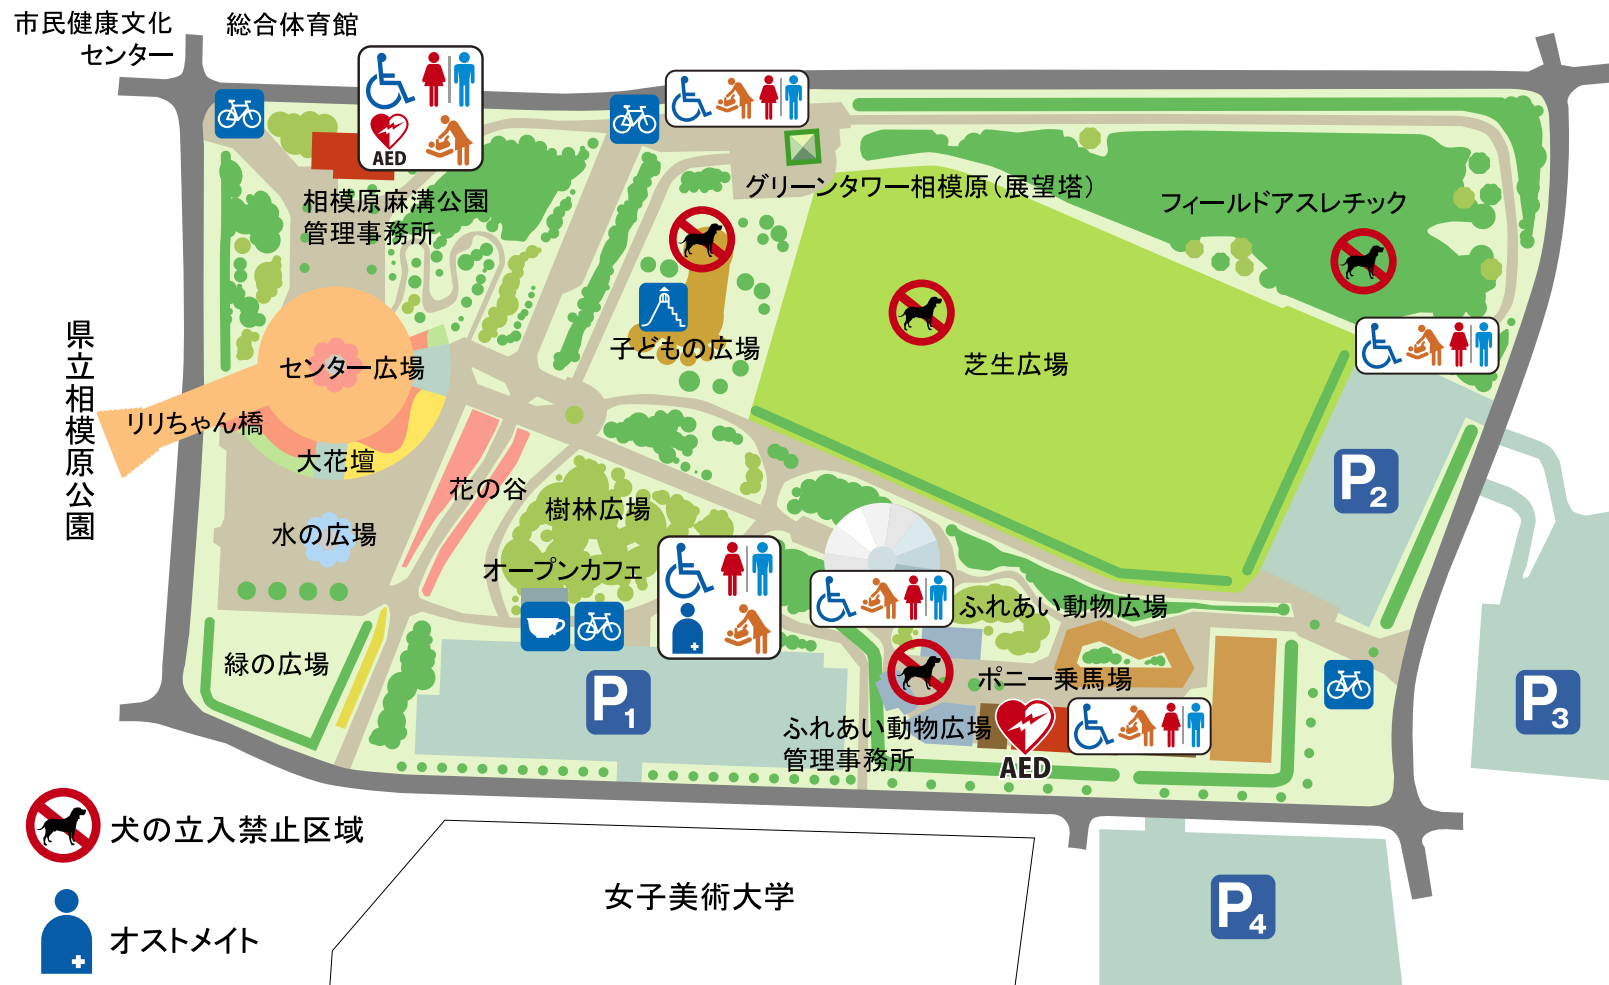 市民健康文化
センター
総合体育館
AED
相模原麻溝公園
管理事務所
グリーンタワー相模原（展望塔）
フィールドアスレチック
県立相模原公園
センター広場
リリちゃん橋
大花壇
子どもの広場
芝生広場
花の谷
樹林広場
水の広場
オープンカフェ
P2
緑の広場
ふれあい動物広場
ポニー乗馬場
P1
ふれあい動物広場
管理事務所
AED
P3
犬の立入禁止区域
女子美術大学
P4
オストメイト